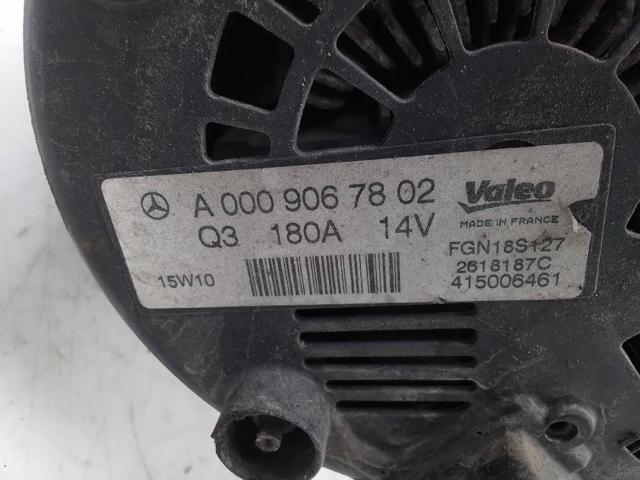 A 000 906 78 02
Valeo
MADE IN FRANCE
Q3 180A 14V
FGN18S127
15W10
2618187C
415006461